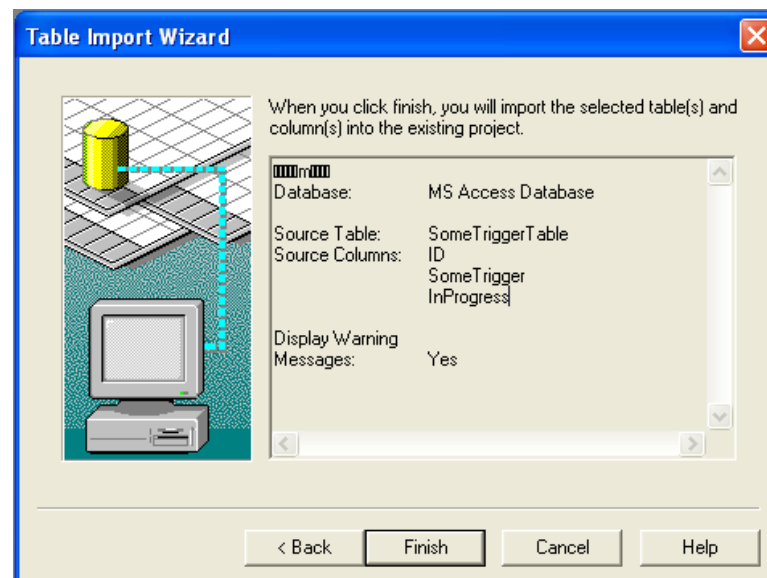 Table Import Wizard
When you click finish, you will import the selected table(s) and
column(s) into the existing project.
Database: MS Access Database
Source Table: SomeTriggerTable
Source Columns: ID
SomeTrigger
InProgress
Display Warning
Messages: Yes
< Back Finish Cancel Help